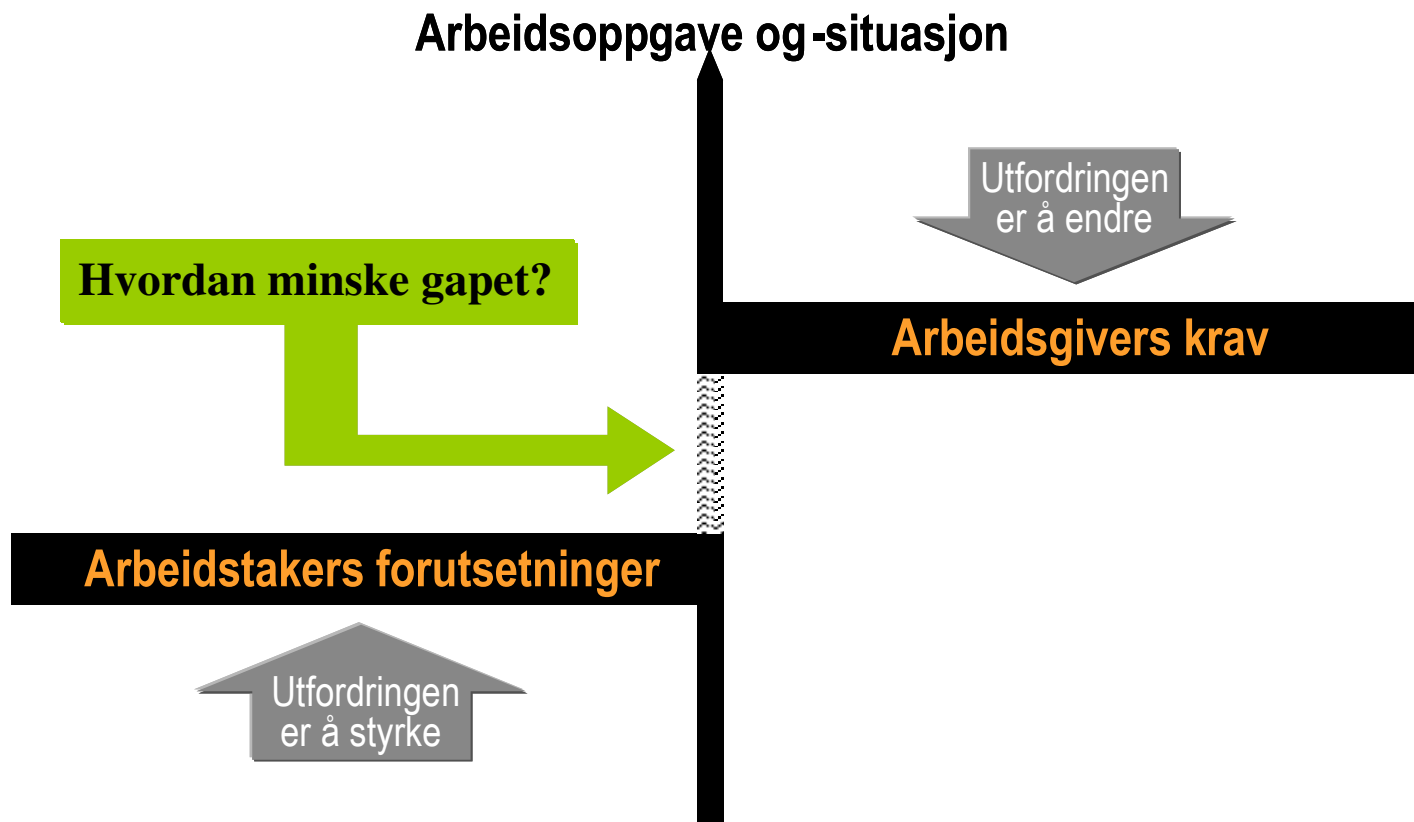 Arbeidsoppgave og -situasjon
Utfordringen
er å endre
Hvordan minske gapet?
Arbeidsgivers krav
Arbeidstakers forutsetninger
Utfordringen
er å styrke